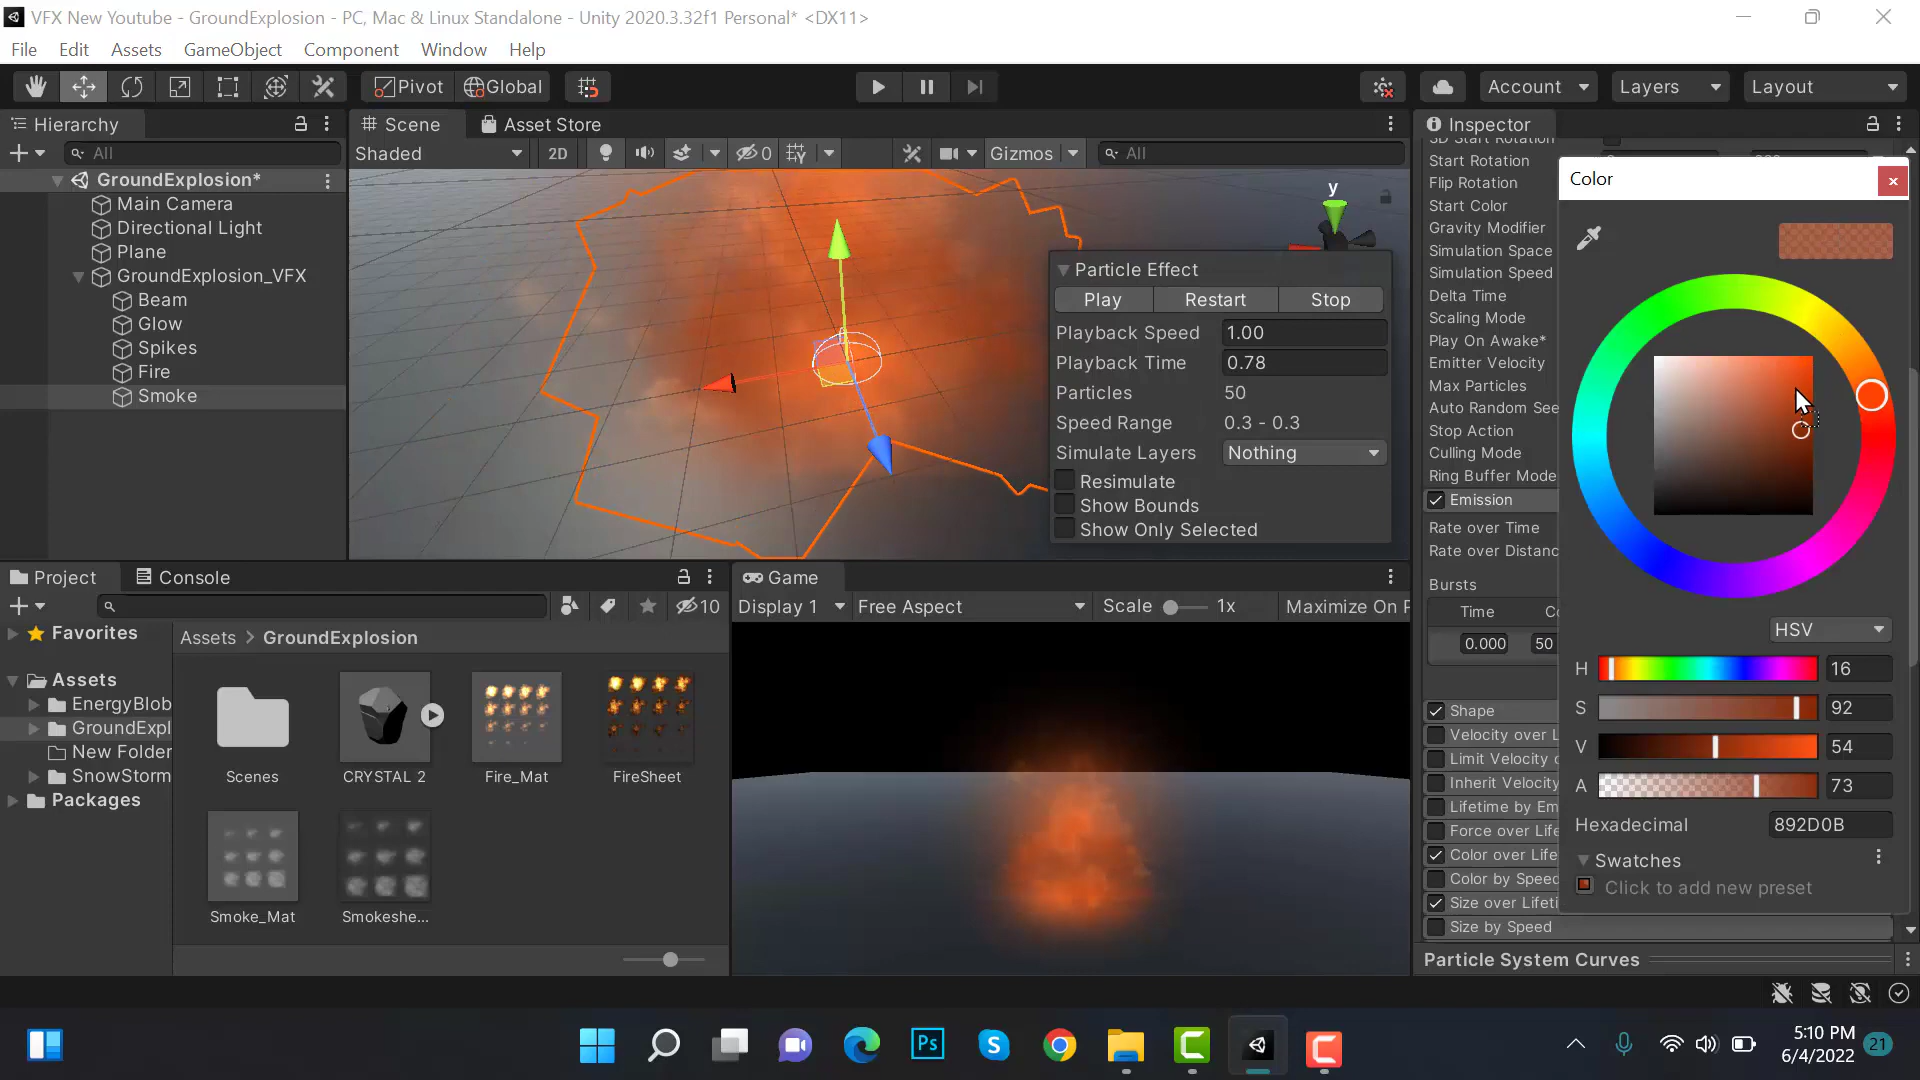 VFX New Youtube - GroundExplosion - PC, Mac & Linux Standalone - Unity 2020.3.32f1 Personal* <DX11>
File Edit Assets GameObject Component Window Help
Pivot Global Account Layers Layout
Hierarchy
All
GroundExplosion*
Main Camera
Directional Light
Plane
GroundExplosion_VFX
Beam
Glow
Spikes
Fire
Smoke
Scene Asset Store
Shaded 2D 0 Gizmos All
y
Particle Effect
Play Restart Stop
Playback Speed 1.00
Playback Time 0.78
Particles 50
Speed Range 0.3 - 0.3
Simulate Layers Nothing
Resimulate
Show Bounds
Show Only Selected
Project Console
10
Favorites
Assets
EnergyBlob
GroundExpl
New Folder
SnowStorm
Packages
Assets > GroundExplosion
Scenes
CRYSTAL 2
Fire_Mat
FireSheet
Smoke_Mat
Smokeshe...
Game
Display 1 Free Aspect Scale 1x Maximize On P
Inspector
3D Start Rotation
Start Rotation
Flip Rotation
Start Color
Gravity Modifier
Simulation Space
Simulation Speed
Delta Time
Scaling Mode
Play On Awake*
Emitter Velocity
Max Particles
Auto Random See
Stop Action
Culling Mode
Ring Buffer Mode
Emission
Rate over Time
Rate over Distanc
Bursts
Time Co
0.000 50
Shape
Velocity over L
Limit Velocity o
Inherit Velocity
Lifetime by Em
Force over Life
Color over Life
Color by Speed
Size over Lifeti
Size by Speed
Particle System Curves
Color
HSV
H 16
S 92
V 54
A 73
Hexadecimal 892D0B
Swatches
Click to add new preset
Ps
5:10 PM
6/4/2022
21